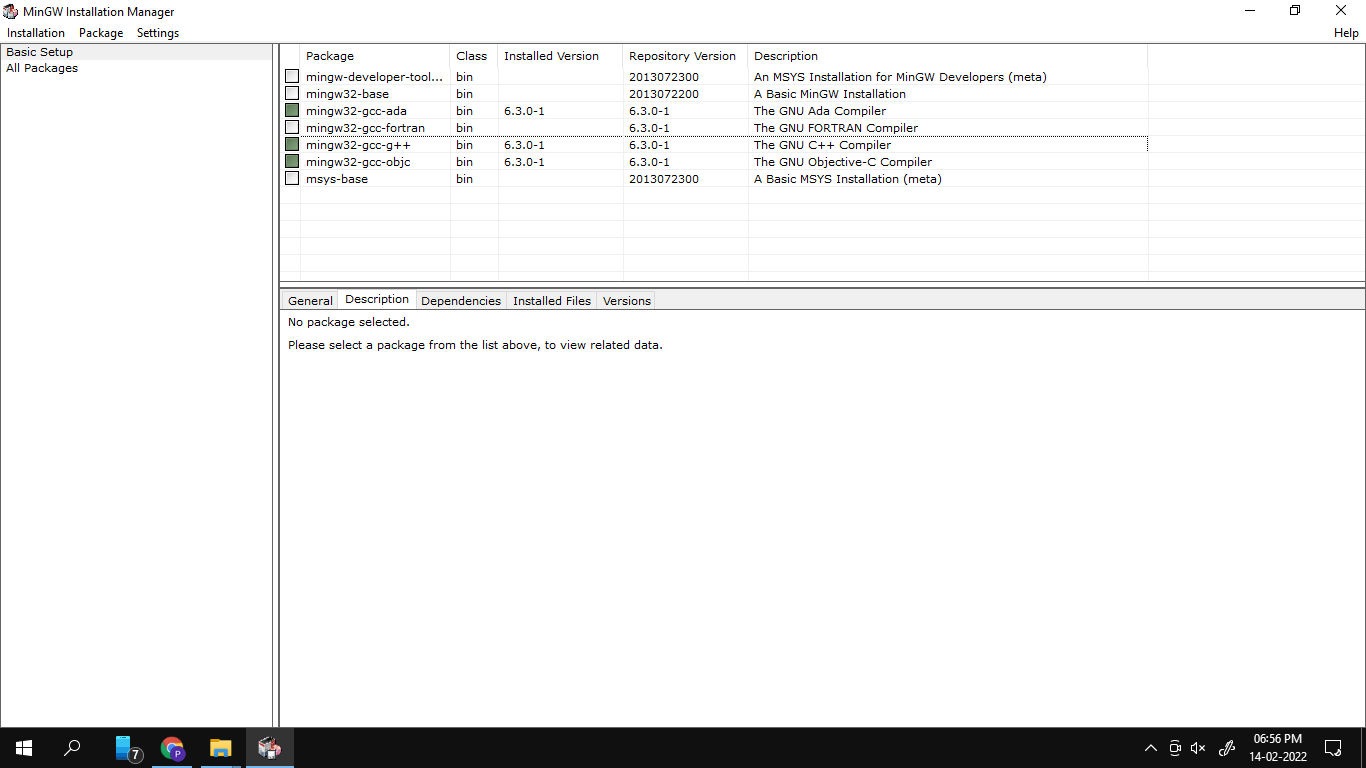 MinGW Installation Manager
Installation Package Settings Help
Basic Setup
All Packages
Package Class Installed Version Repository Version Description
mingw-developer-tool... bin 2013072300 An MSYS Installation for MinGW Developers (meta)
mingw32-base bin 2013072200 A Basic MinGW Installation
mingw32-gcc-ada bin 6.3.0-1 6.3.0-1 The GNU Ada Compiler
mingw32-gcc-fortran bin 6.3.0-1 The GNU FORTRAN Compiler
mingw32-gcc-g++ bin 6.3.0-1 6.3.0-1 The GNU C++ Compiler
mingw32-gcc-objc bin 6.3.0-1 6.3.0-1 The GNU Objective-C Compiler
msys-base bin 2013072300 A Basic MSYS Installation (meta)
General Description Dependencies Installed Files Versions
No package selected.
Please select a package from the list above, to view related data.
7
P
06:56 PM
14-02-2022